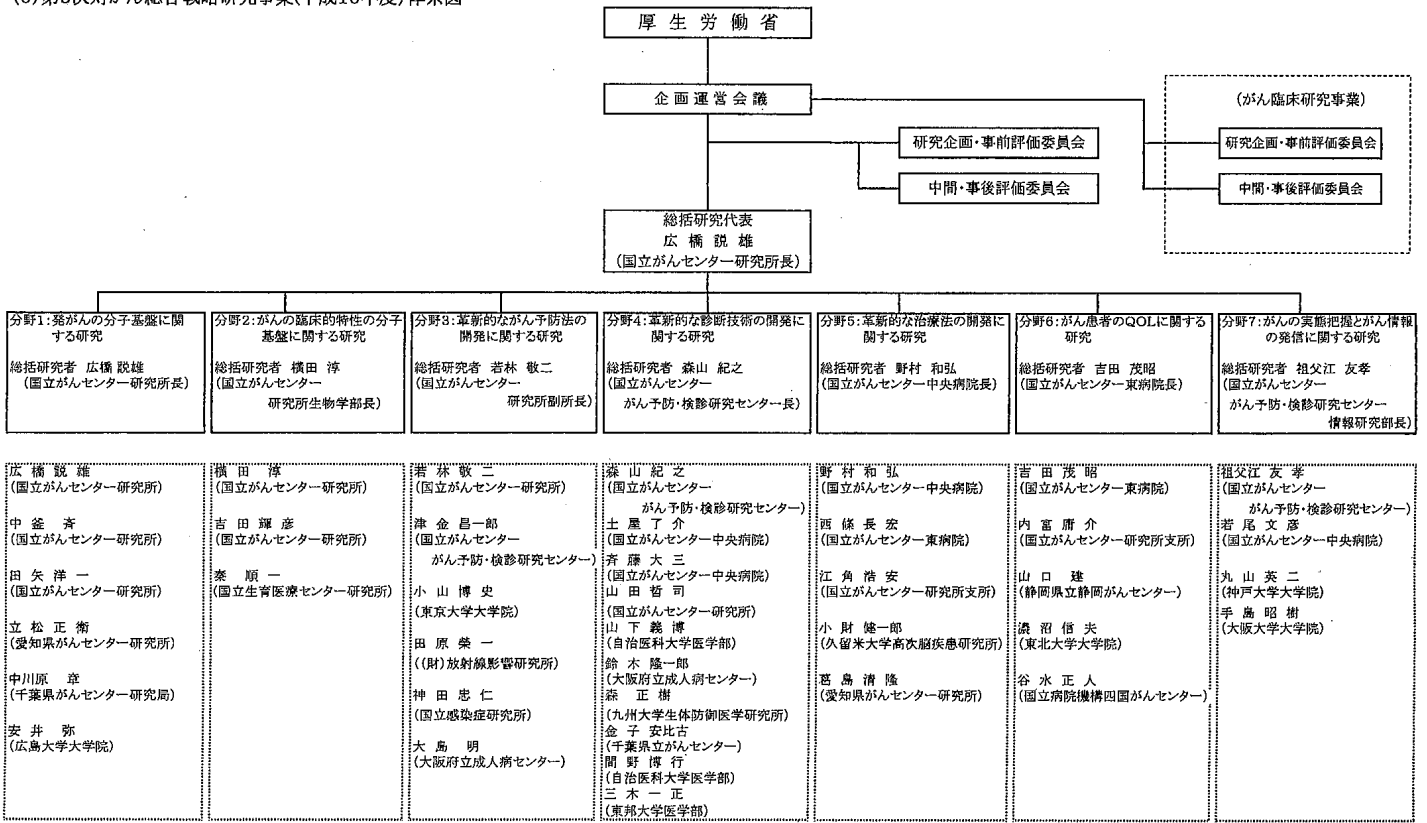 厚生労働省
企画運営会議
研究企画・事前評価委員会
中間・事後評価委員会
(がん臨床研究事業)
研究企画・事前評価委員会
中間・事後評価委員会
総括研究代表
広橋説雄
(国立がんセンター研究所長)
分野1:発がんの分子基盤に関
する研究
総括研究者 広橋 説雄
(国立がんセンター研究所長)
分野2:がんの臨床的特性の分子
基盤に関する研究
総括研究者 横田 淳
(国立がんセンター
研究所生物学部長)
分野3:革新的ながん予防法の
開発に関する研究
総括研究者 若林 敬二
(国立がんセンター
研究所副所長)
分野4:革新的な診断技術の開発に
関する研究
総括研究者 森山 紀之
(国立がんセンター
がん予防・検診研究センター長)
分野5:革新的な治療法の開発に
関する研究
総括研究者 野村 和弘
(国立がんセンター中央病院長)
分野6:がん患者のQOLに関する
研究
総括研究者 吉田 茂昭
(国立がんセンター東病院長)
分野7:がんの実態把握とがん情報
の発信に関する研究
総括研究者 祖父江 友孝
(国立がんセンター
がん予防・検診研究センター
情報研究部長)
広橋説雄
(国立がんセンター研究所)
中釜 斉
(国立がんセンター研究所)
田矢洋一
(国立がんセンター研究所)
立松正衛
(愛知県がんセンター研究所)
中川原 章
(千葉県がんセンター研究局)
安井 弥
(広島大学大学院)
横田 淳
(国立がんセンター研究所)
吉田輝彦
(国立がんセンター研究所)
秦 順一
(国立生育医療センター研究所)
若林敬二
(国立がんセンター研究所)
津金昌一郎
(国立がんセンター
がん予防・検診研究センター)
小山博史
(東京大学大学院)
田原榮一
((財)放射線影響研究所)
神田忠仁
(国立感染症研究所)
大島 明
(大阪府立成人病センター)
森山紀之
(国立がんセンター
がん予防・検診研究センター)
土屋了介
(国立がんセンター中央病院)
斉藤大三
(国立がんセンター中央病院)
山田哲司
(国立がんセンター研究所)
山下義博
(自治医科大学医学部)
鈴木隆一郎
(大阪府立成人病センター)
森 正樹
(九州大学生体防御医学研究所)
金子 安比古
(千葉県立がんセンター)
間野博行
(自治医科大学医学部)
三木一正
(東邦大学医学部)
野村和弘
(国立がんセンター中央病院)
西條長宏
(国立がんセンター東病院)
江角浩安
(国立がんセンター研究所支所)
小財健一郎
(久留米大学高次脳疾患研究所)
葛島清隆
(愛知県がんセンター研究所)
吉田茂昭
(国立がんセンター東病院)
内富庸介
(国立がんセンター研究所支所)
山口 建
(静岡県立静岡がんセンター)
濃沼信夫
(東北大学大学院)
谷水正人
(国立病院機構四国がんセンター)
祖父江友孝
(国立がんセンター
がん予防・検診研究センター)
若尾文彦
(国立がんセンター中央病院)
丸山英二
(神戸大学大学院)
手島昭樹
(大阪大学大学院)